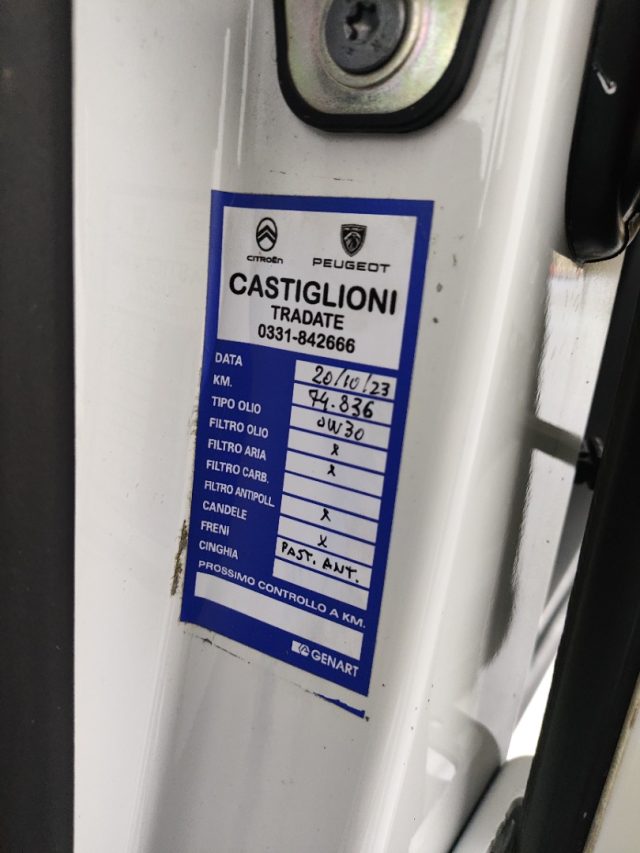 CITROËN PEUGEOT
CASTIGLIONI
TRADATE
0331-842666
DATA 20/10/23
KM. 74.836
TIPO OLIO 0W30
FILTRO OLIO x
FILTRO ARIA x
FILTRO CARB.
FILTRO ANTIPOLL. x
CANDELE x
FRENI PAST. ANT.
CINGHIA
PROSSIMO CONTROLLO A KM.
GENART